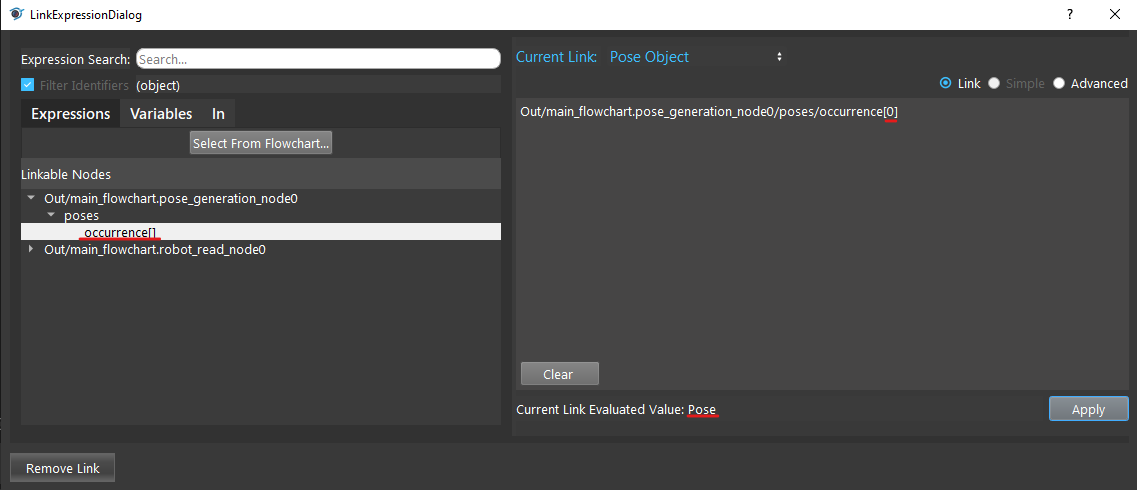 LinkExpressionDialog
?
Expression Search:
Search...
Filter Identifiers
(object)
Expressions
Variables
In
Select From Flowchart...
Linkable Nodes
Out/main_flowchart.pose_generation_node0
poses
occurrence[]
Out/main_flowchart.robot_read_node0
Current Link:
Pose Object
Link
Simple
Advanced
Out/main_flowchart.pose_generation_node0/poses/occurrence[0]
Clear
Current Link Evaluated Value: Pose
Apply
Remove Link